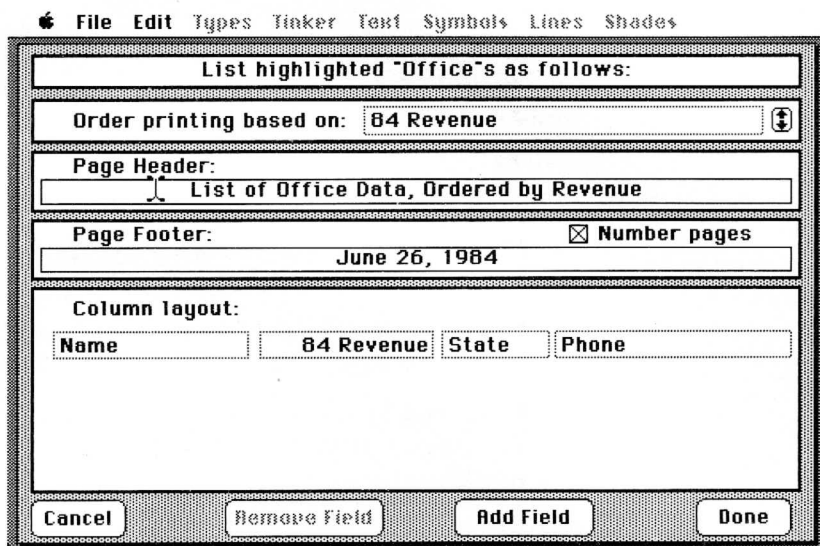 File Edit Types Tinker Text Symbols Lines Shades
List highlighted "Office"s as follows:
Order printing based on: 84 Revenue
Page Header:
List of Office Data, Ordered by Revenue
Page Footer: Number pages
June 26, 1984
Column layout:
Name 84 Revenue State Phone
Cancel Remove Field Add Field Done